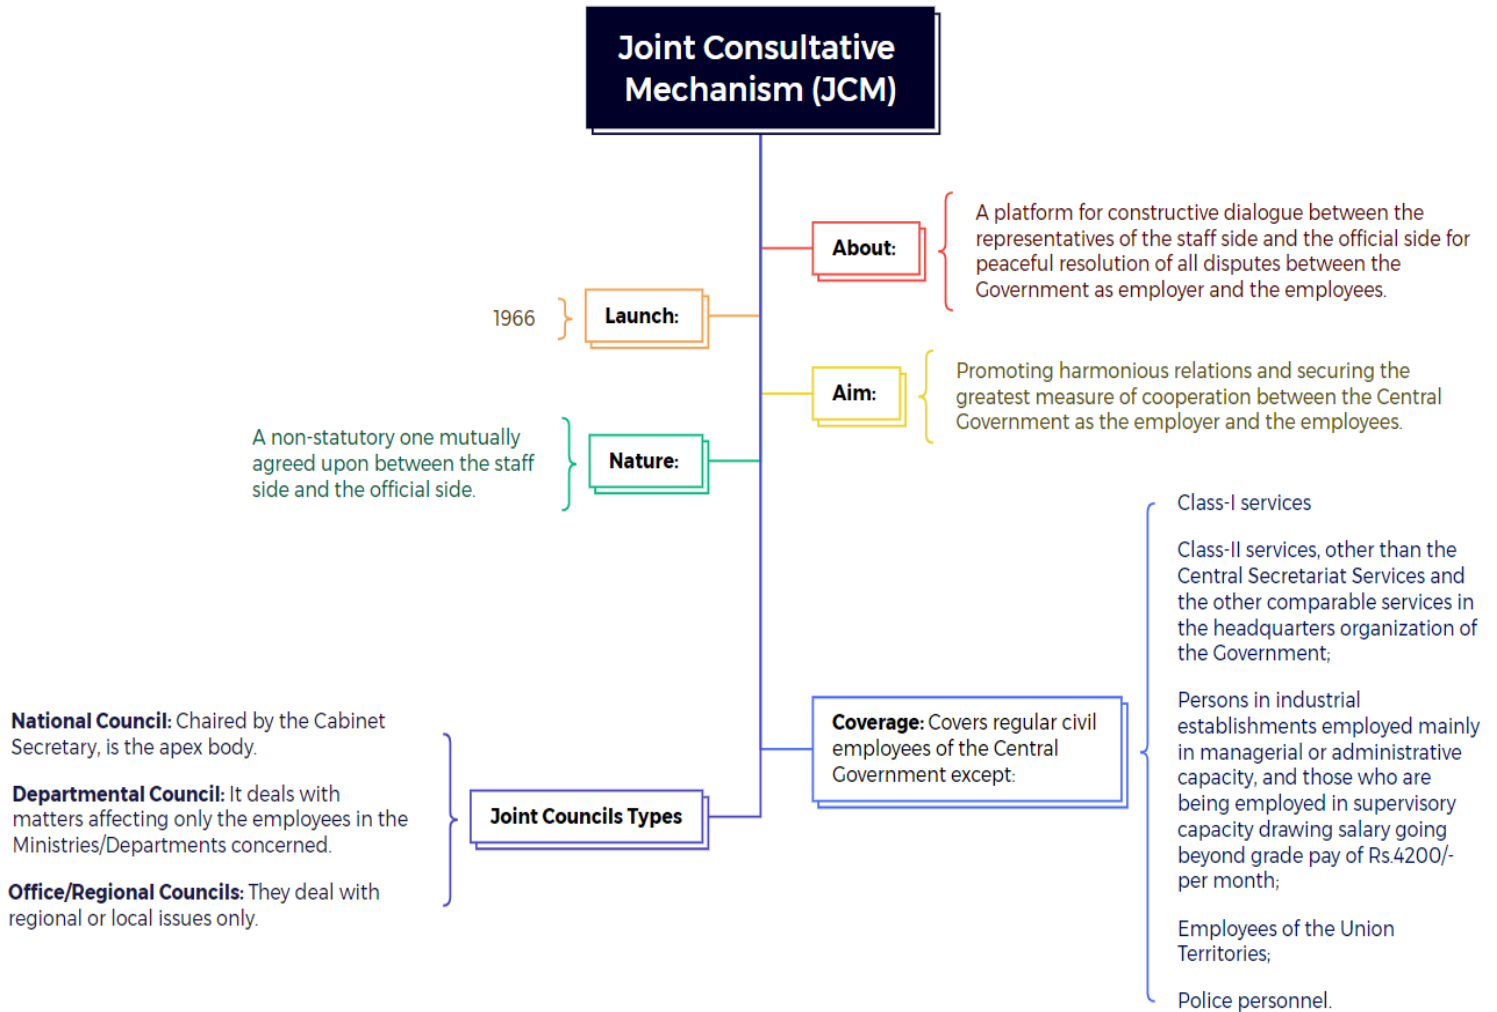 Joint Consultative
Mechanism (JCM)
About:
A platform for constructive dialogue between the
representatives of the staff side and the official side for
peaceful resolution of all disputes between the
Government as employer and the employees.
Launch:
1966
Aim:
Promoting harmonious relations and securing the
greatest measure of cooperation between the Central
Government as the employer and the employees.
Nature:
A non-statutory one mutually
agreed upon between the staff
side and the official side.
Coverage: Covers regular civil
employees of the Central
Government except:
Class-I services
Class-II services, other than the
Central Secretariat Services and
the other comparable services in
the headquarters organization of
the Government;
Persons in industrial
establishments employed mainly
in managerial or administrative
capacity, and those who are
being employed in supervisory
capacity drawing salary going
beyond grade pay of Rs.4200/-
per month;
Employees of the Union
Territories;
Police personnel.
Joint Councils Types
National Council: Chaired by the Cabinet
Secretary, is the apex body.
Departmental Council: It deals with
matters affecting only the employees in the
Ministries/Departments concerned.
Office/Regional Councils: They deal with
regional or local issues only.